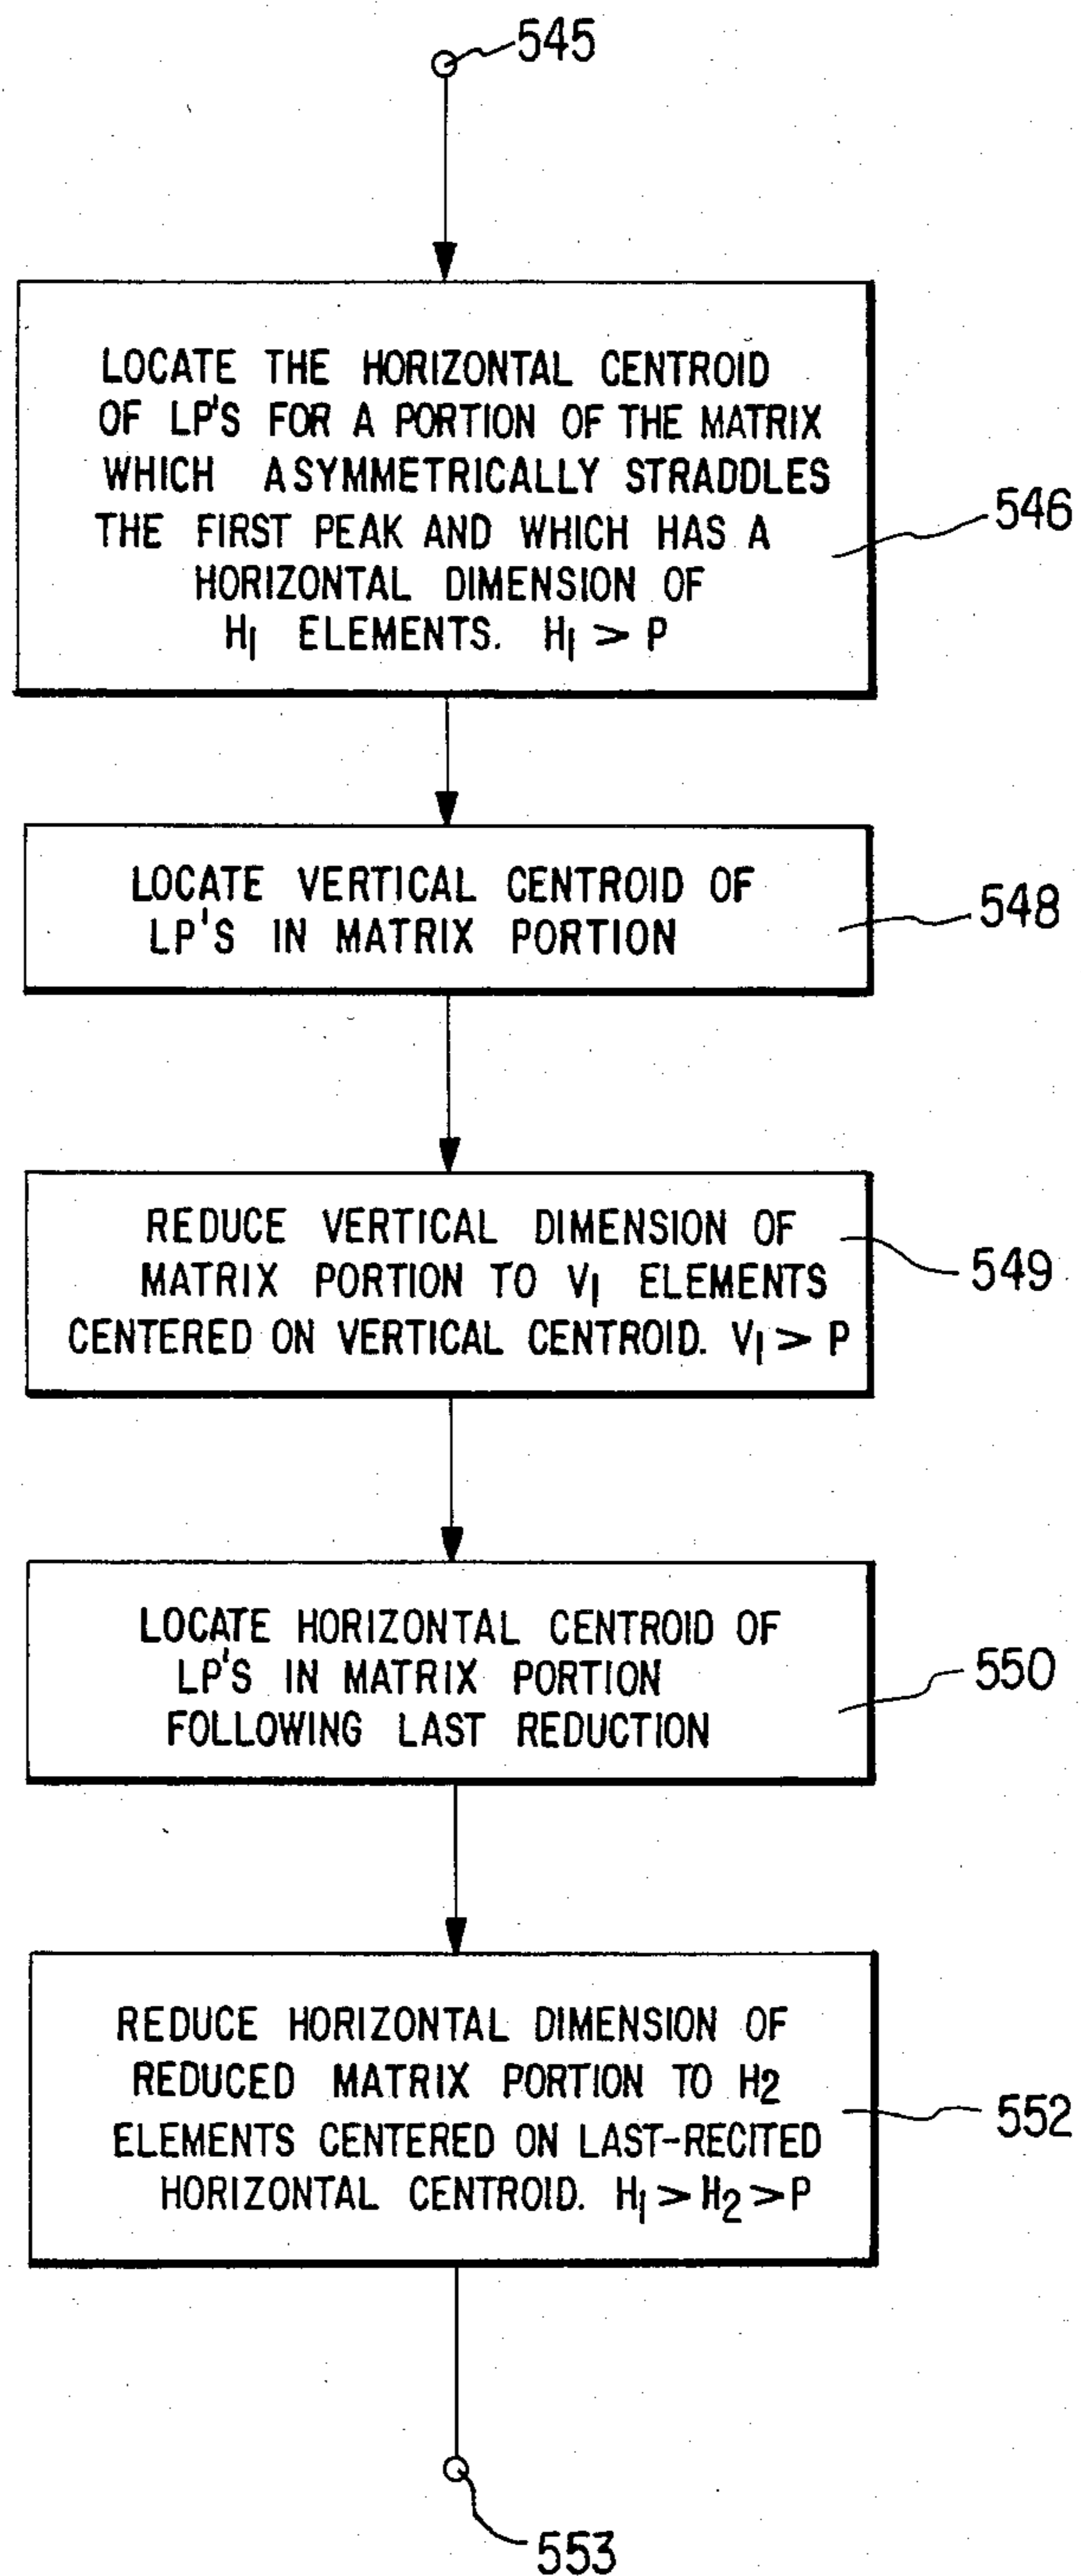 545
LOCATE THE HORIZONTAL CENTROID
OF LP'S FOR A PORTION OF THE MATRIX
WHICH ASYMMETRICALLY STRADDLES
THE FIRST PEAK AND WHICH HAS A
HORIZONTAL DIMENSION OF
H₁ ELEMENTS. H₁ > P
546
LOCATE VERTICAL CENTROID OF
LP'S IN MATRIX PORTION
548
REDUCE VERTICAL DIMENSION OF
MATRIX PORTION TO V₁ ELEMENTS
CENTERED ON VERTICAL CENTROID. V₁ > P
549
LOCATE HORIZONTAL CENTROID OF
LP'S IN MATRIX PORTION
FOLLOWING LAST REDUCTION
550
REDUCE HORIZONTAL DIMENSION OF
REDUCED MATRIX PORTION TO H₂
ELEMENTS CENTERED ON LAST-RECITED
HORIZONTAL CENTROID. H₁ > H₂ > P
552
553